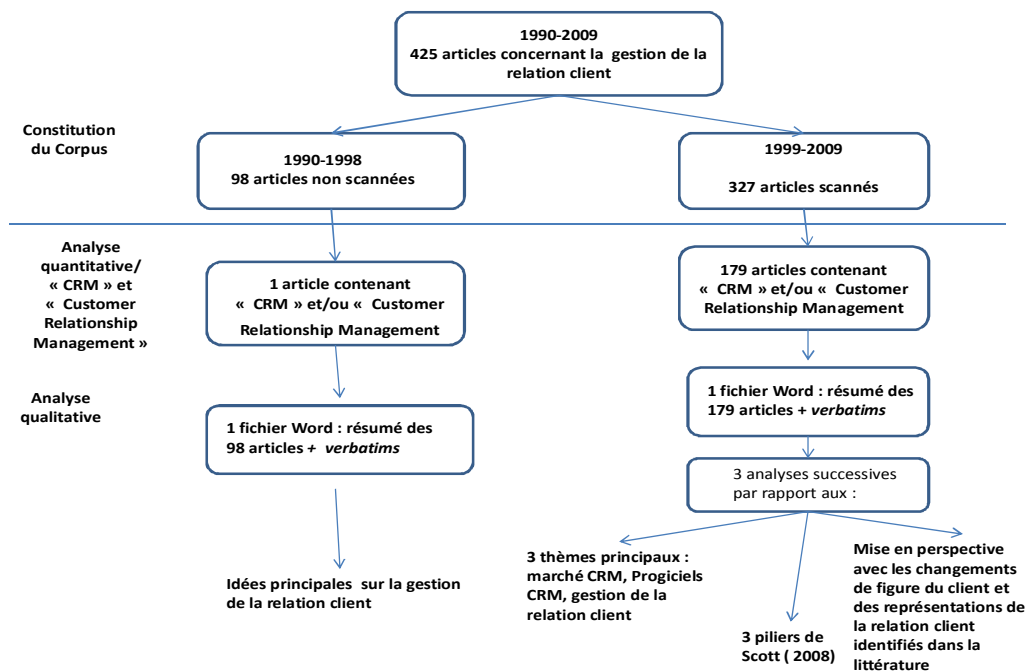 1990-2009
425 articles concernant la gestion de la
relation client
Constitution
du Corpus
1990-1998
98 articles non scannées
1999-2009
327 articles scannés
Analyse
quantitative/
« CRM » et
« Customer
Relationship
Management »
1 article contenant
« CRM » et/ou « Customer
Relationship Management
179 articles contenant
« CRM » et/ou « Customer
Relationship Management
Analyse
qualitative
1 fichier Word : résumé des
98 articles + verbatims
1 fichier Word : résumé des
179 articles + verbatims
3 analyses successives
par rapport aux :
Idées principales sur la gestion
de la relation client
3 thèmes principaux :
marché CRM, Progiciels
CRM, gestion de la
relation client
3 piliers de
Scott ( 2008)
Mise en perspective
avec les changements
de figure du client et
des représentations de
la relation client
identifiés dans la
littérature